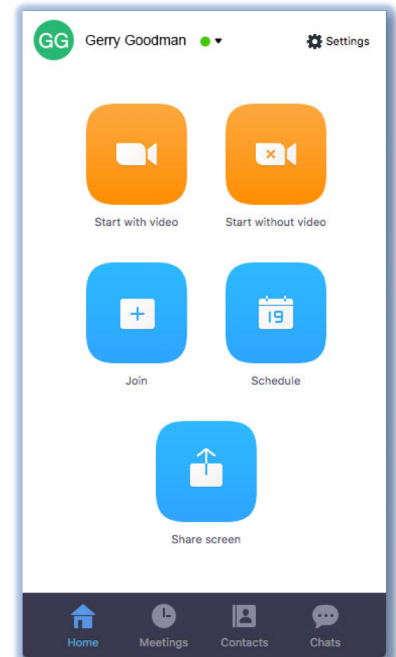 GG Gerry Goodman Settings
Start with video Start without video
19
Join Schedule
Share screen
Home Meetings Contacts Chats